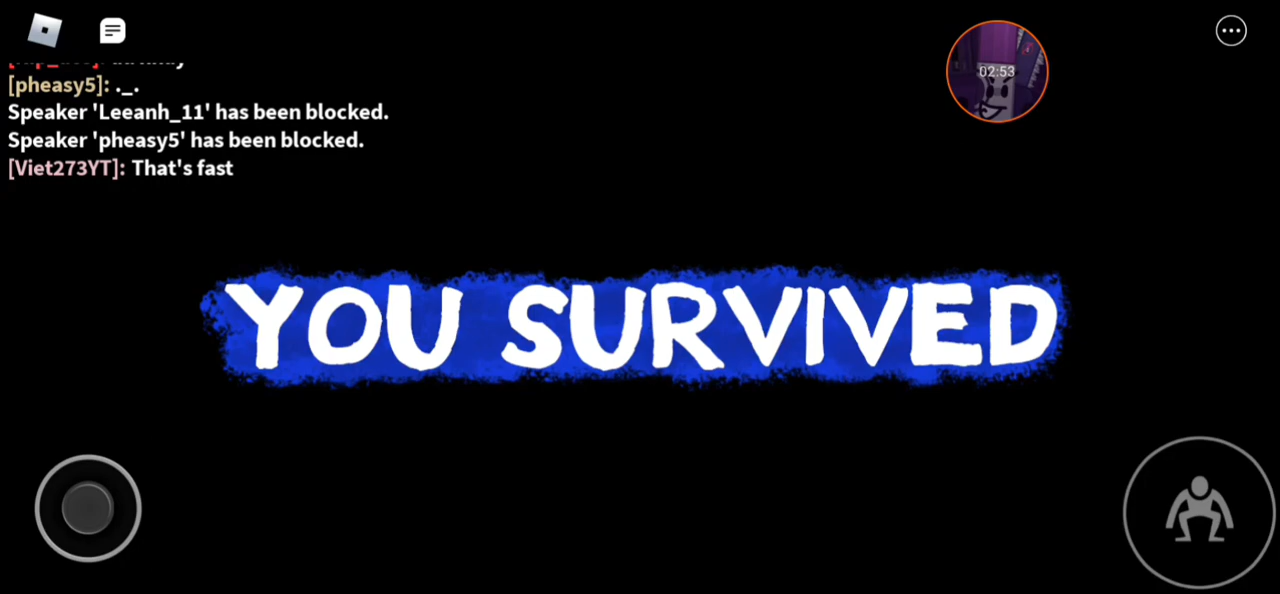 [pheasy5]: ._.
Speaker 'Leeanh_11' has been blocked.
Speaker 'pheasy5' has been blocked.
[Viet273YT]: That's fast
02:53
YOU SURVIVED